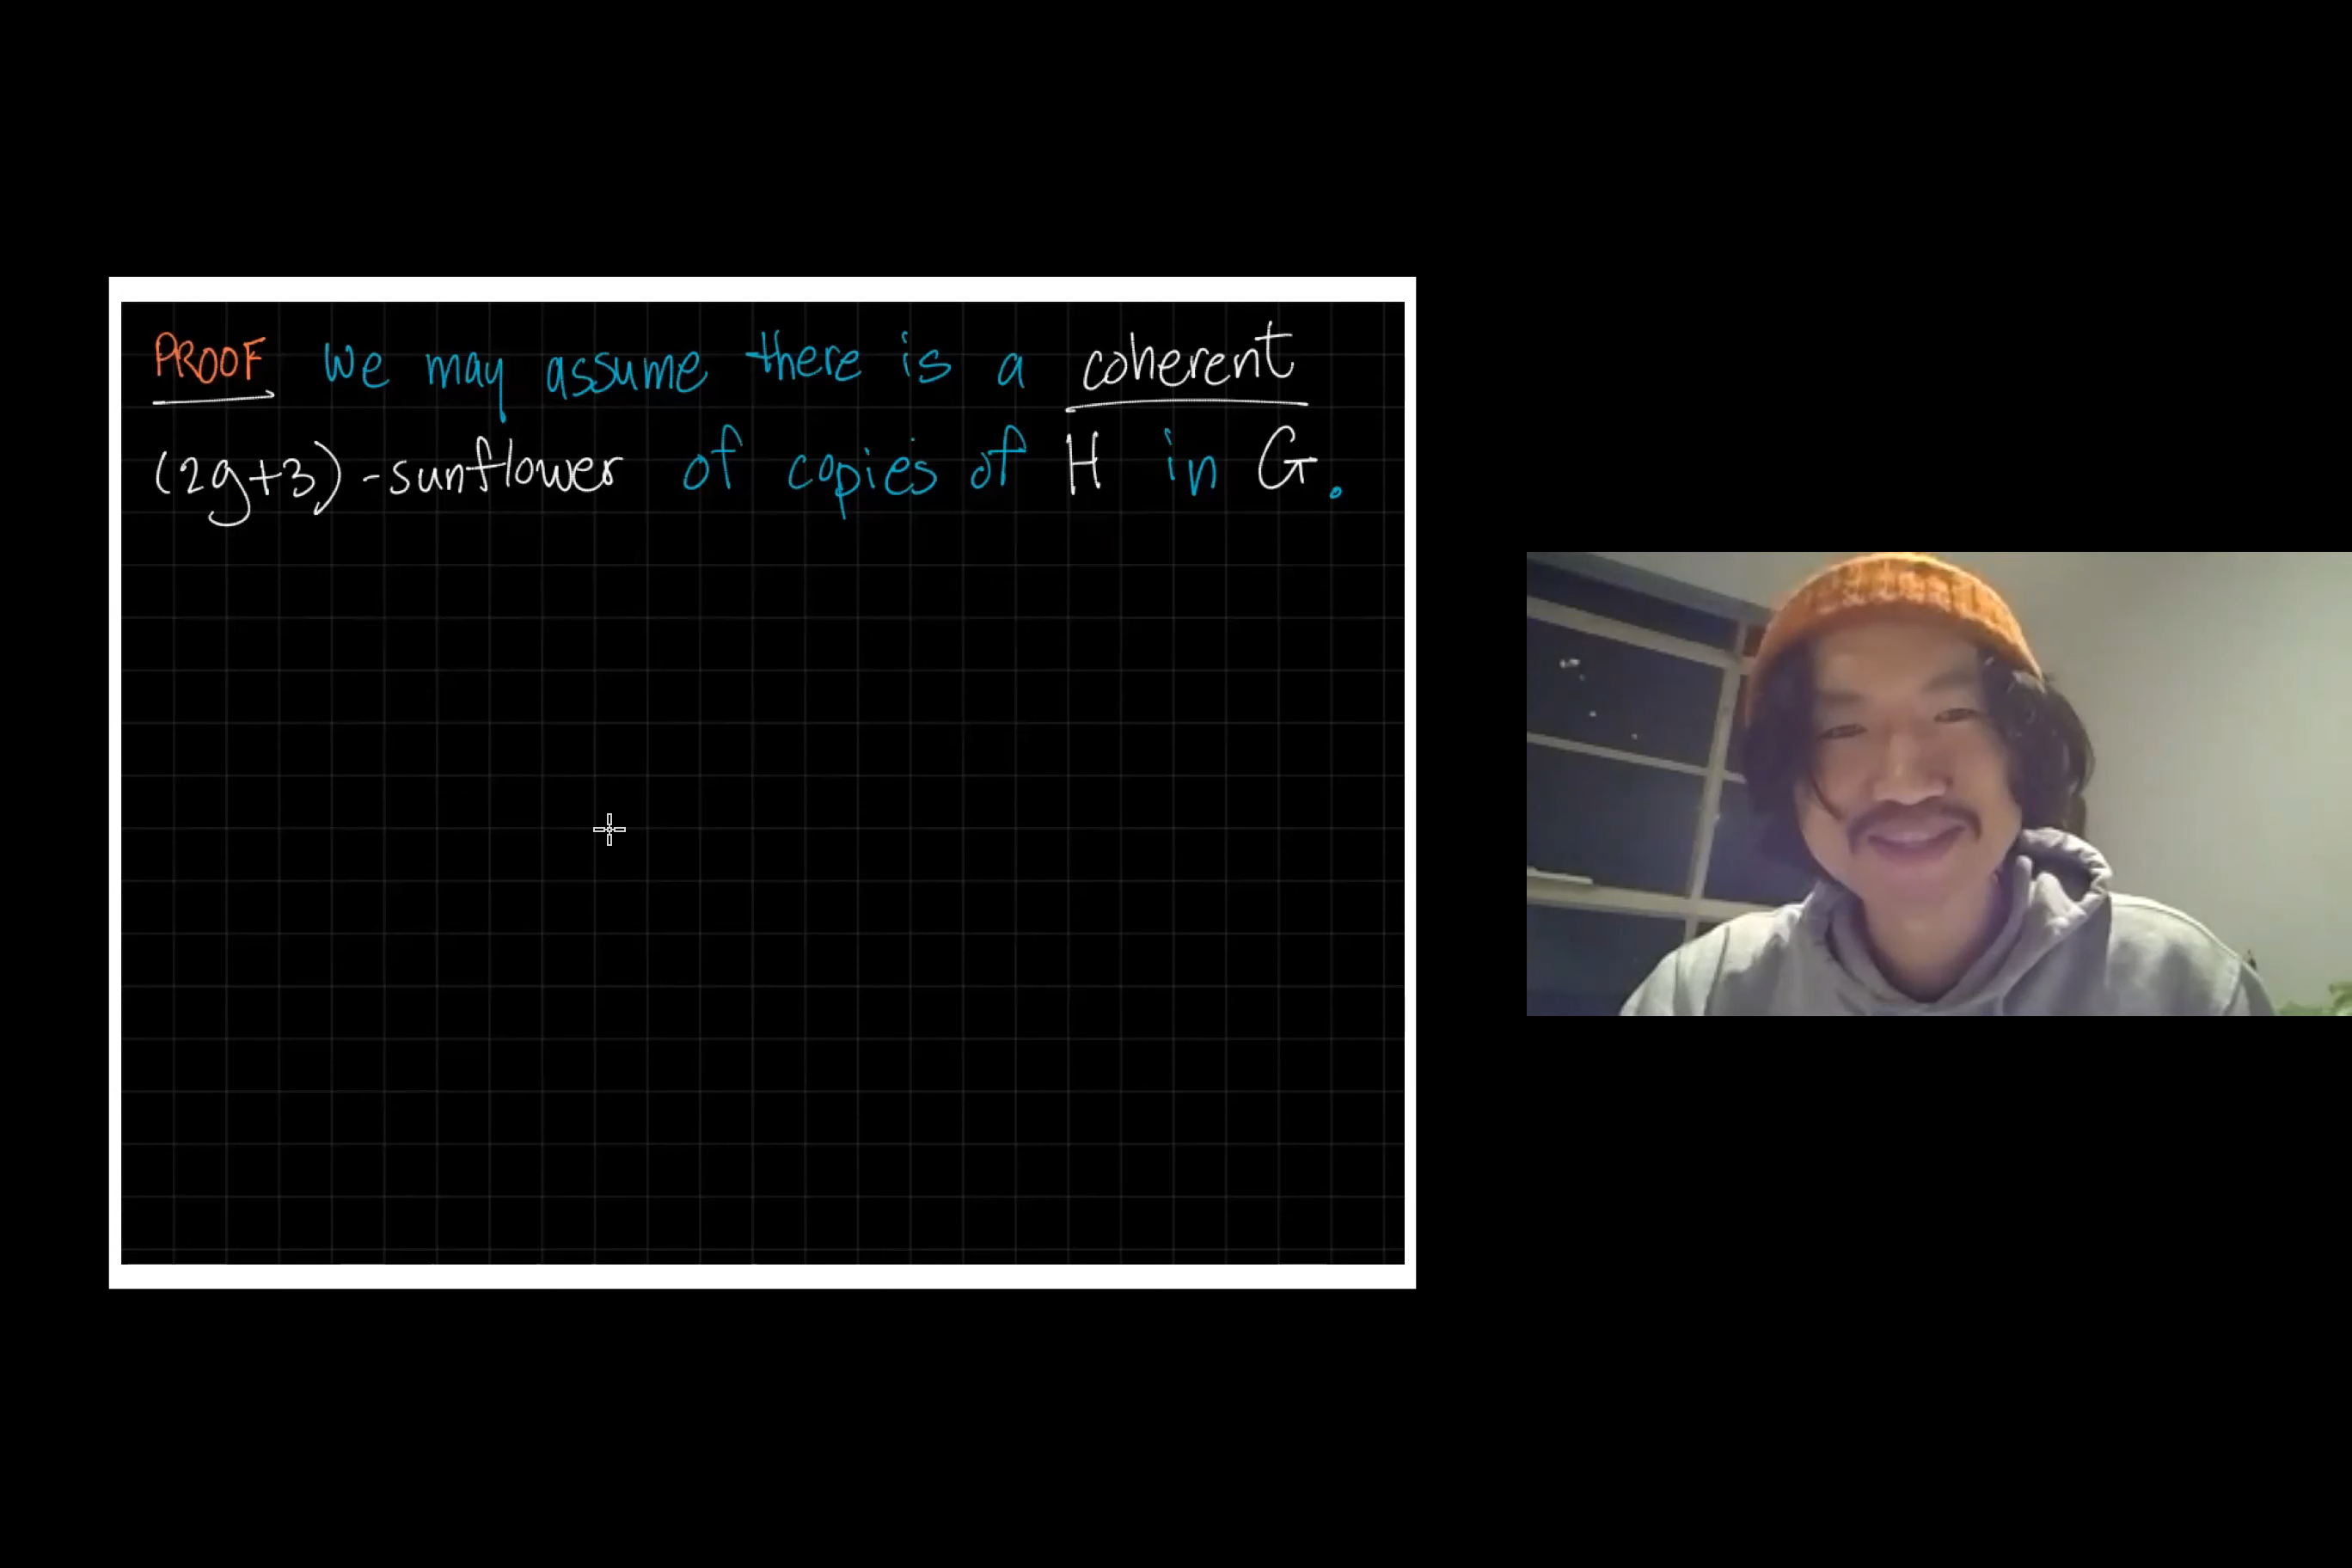 PROOF We may assume there is a coherent
(2g+3)-sunflower of copies of H in G.